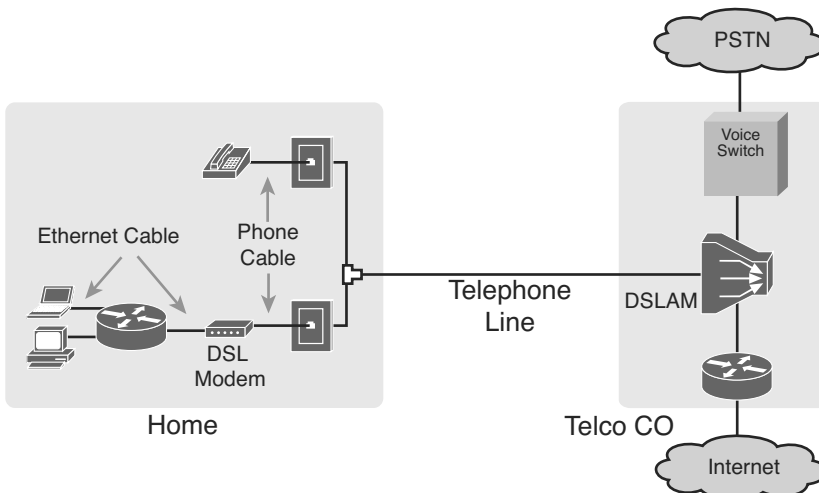 PSTN
Voice
Switch
Ethernet Cable
Phone
Cable
Telephone
Line
DSLAM
DSL
Modem
Home
Telco CO
Internet